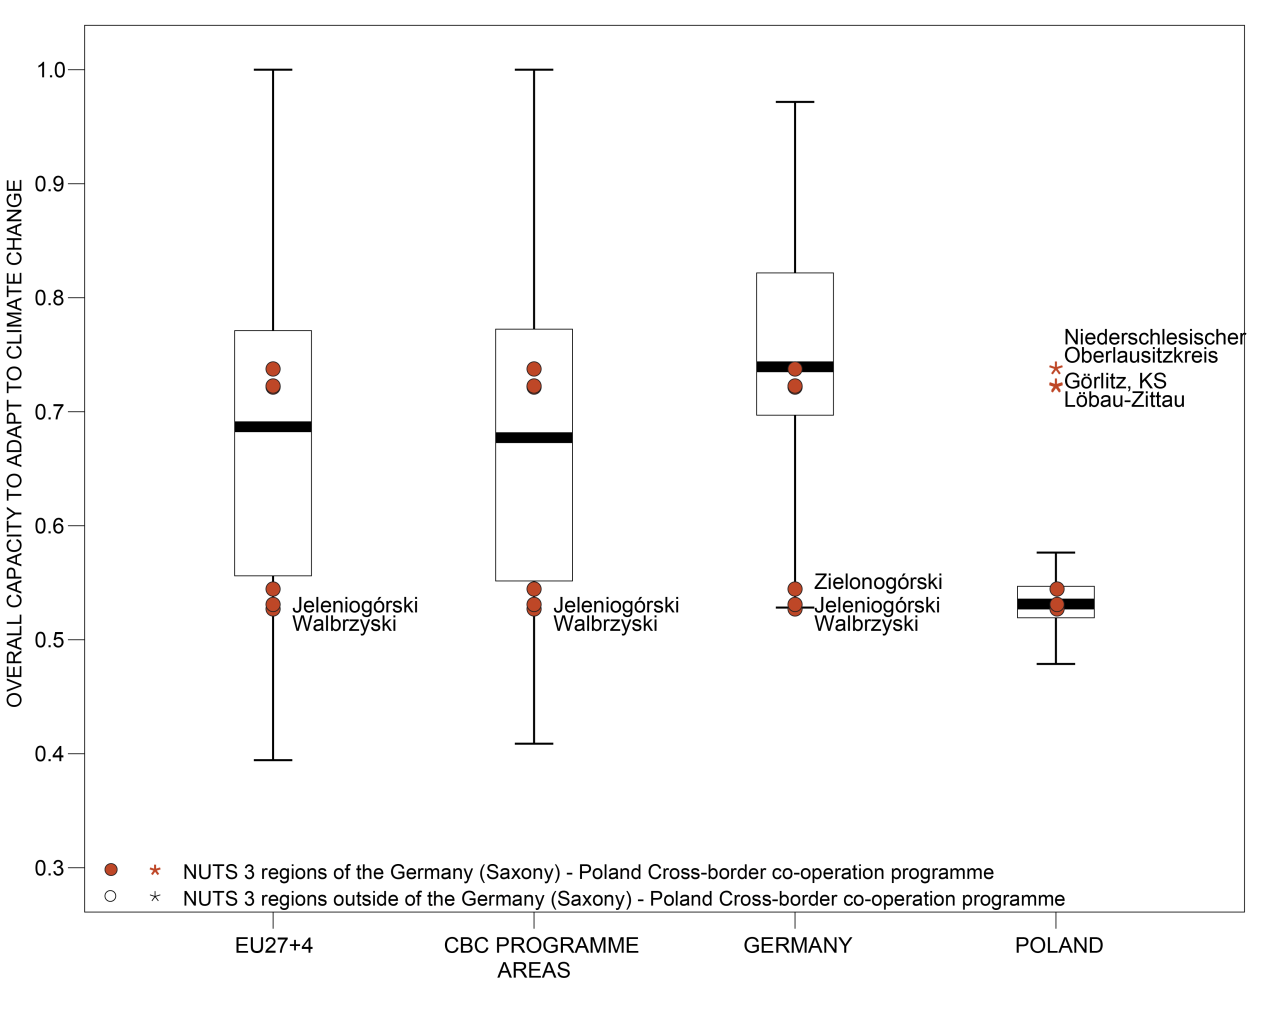 OVERALL CAPACITY TO ADAPT TO CLIMATE CHANGE
1.0
0.9
0.8
0.7
0.6
0.5
0.4
0.3
Jeleniogórski
Walbrzyski
Jeleniogórski
Walbrzyski
Zielonogórski
Jeleniogórski
Walbrzyski
Niederschlesischer
Oberlausitzkreis
Görlitz, KS
Löbau-Zittau
NUTS 3 regions of the Germany (Saxony) - Poland Cross-border co-operation programme
NUTS 3 regions outside of the Germany (Saxony) - Poland Cross-border co-operation programme
EU27+4
CBC PROGRAMME
AREAS
GERMANY
POLAND